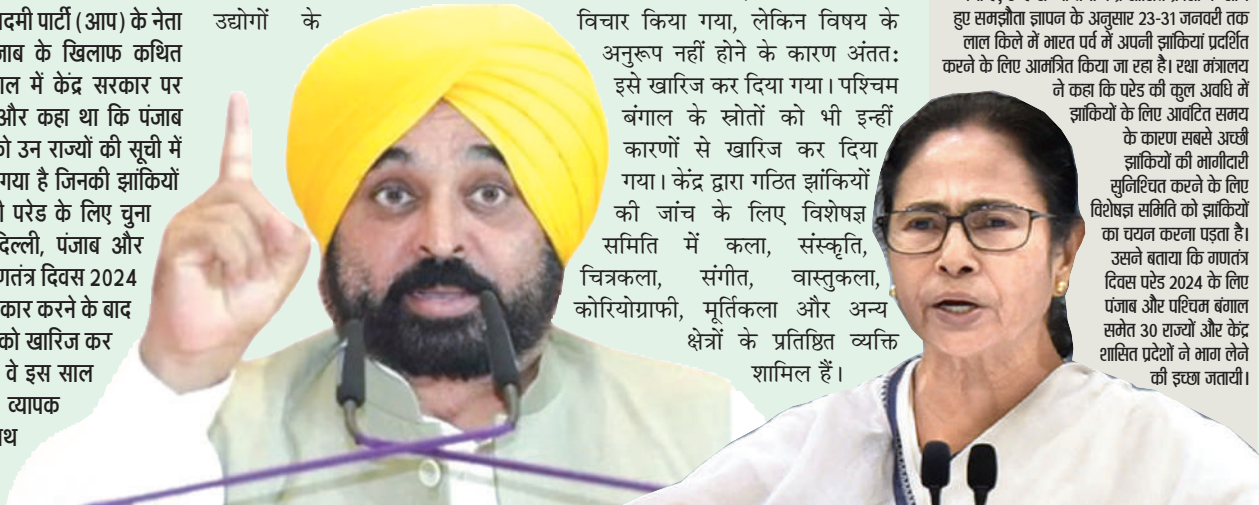 दमी पार्टी (आप) के नेता
जाब के खिलाफ कथित
ाल में केंद्र सरकार पर
और कहा था कि पंजाब
को उन राज्यों की सूची में
गया है जिनकी झांकियों
परेड के लिए चुना
दिल्ली, पंजाब और
णतंत्र दिवस 2024
कार करने के बाद
को खारिज कर
वे इस साल
व्यापक
उद्योगों के
विचार किया गया, लेकिन विषय के
अनुरूप नहीं होने के कारण अंततः
इसे खारिज कर दिया गया। पश्चिम
बंगाल के स्रोतों को भी इन्हीं
कारणों से खारिज कर दिया
गया। केंद्र द्वारा गठित झांकियों
की जांच के लिए विशेषज्ञ
समिति में कला, संस्कृति,
चित्रकला, संगीत, वास्तुकला,
कोरियोग्राफी, मूर्तिकला और अन्य
क्षेत्रों के प्रतिष्ठित व्यक्ति
शामिल हैं।
हुए समझौता ज्ञापन के अनुसार 23-31 जनवरी तक
लाल किले में भारत पर्व में अपनी झांकियां प्रदर्शित
करने के लिए आमंत्रित किया जा रहा है। रक्षा मंत्रालय
ने कहा कि परेड की कुल अवधि में
झांकियों के लिए आवंटित समय
के कारण सबसे अच्छी
झांकियों की भागीदारी
सुनिश्चित करने के लिए
विशेषज्ञ समिति को झांकियों
का चयन करना पड़ता है।
उसने बताया कि गणतंत्र
दिवस परेड 2024 के लिए
पंजाब और पश्चिम बंगाल
समेत 30 राज्यों और केंद्र
शासित प्रदेशों ने भाग लेने
की इच्छा जतायी।